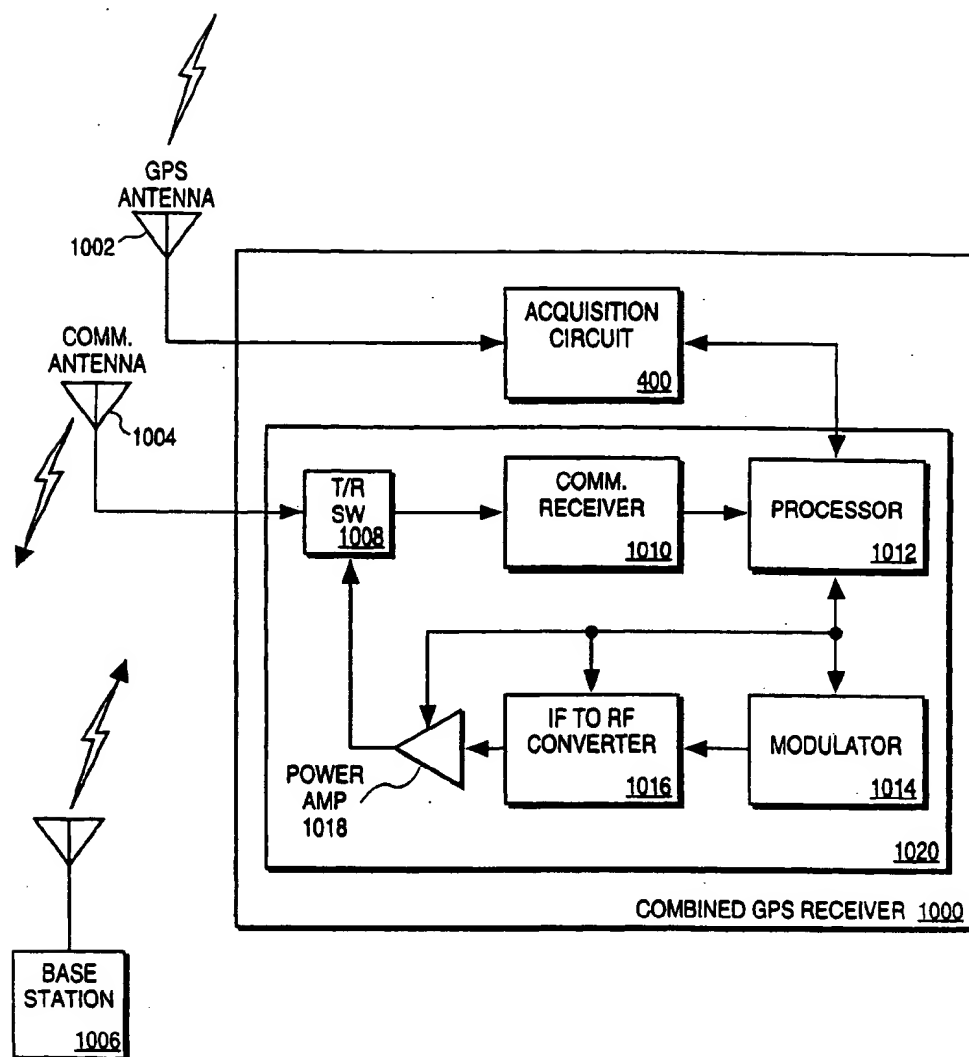 GPS
ANTENNA
1002
COMM.
ANTENNA
1004
ACQUISITION
CIRCUIT
400
T/R
SW
1008
COMM.
RECEIVER
1010
PROCESSOR
1012
POWER
AMP
1018
IF TO RF
CONVERTER
1016
MODULATOR
1014
1020
COMBINED GPS RECEIVER 1000
BASE
STATION
1006